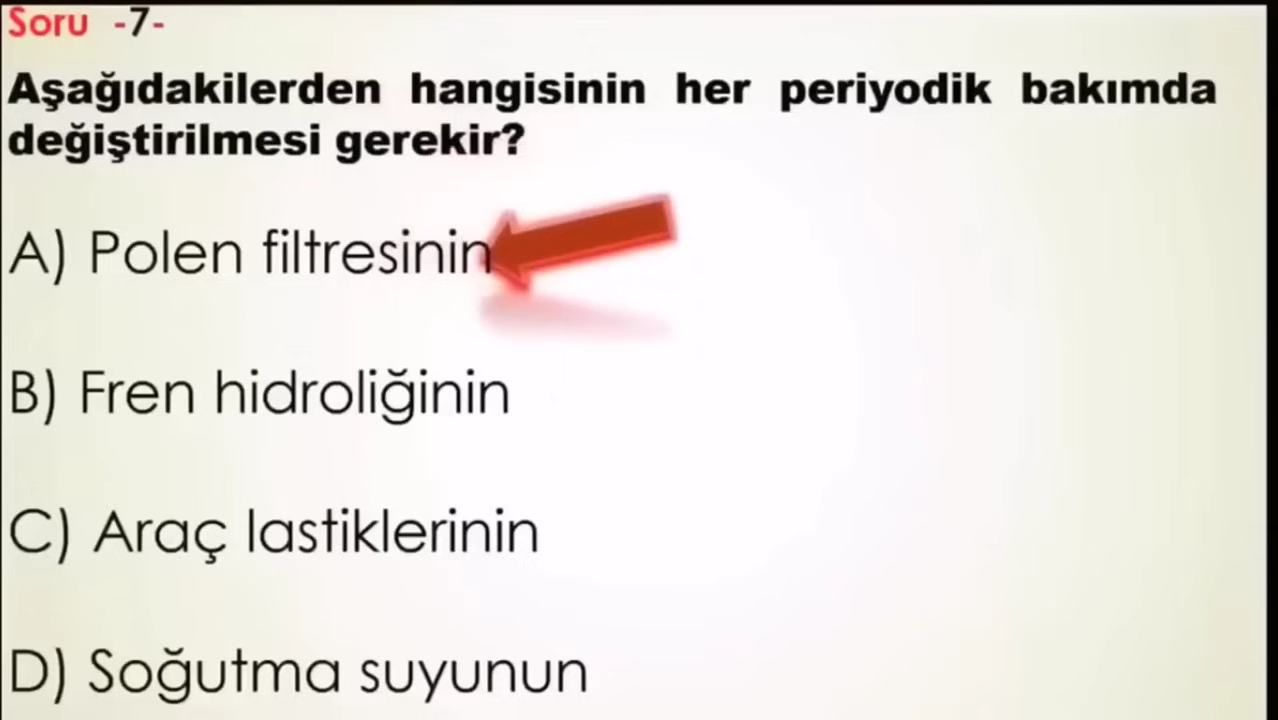 Soru -7-
Aşağıdakilerden hangisinin her periyodik bakımda
değiştirilmesi gerekir?
A) Polen filtresinin
B) Fren hidroliğinin
C) Araç lastiklerinin
D) Soğutma suyunun